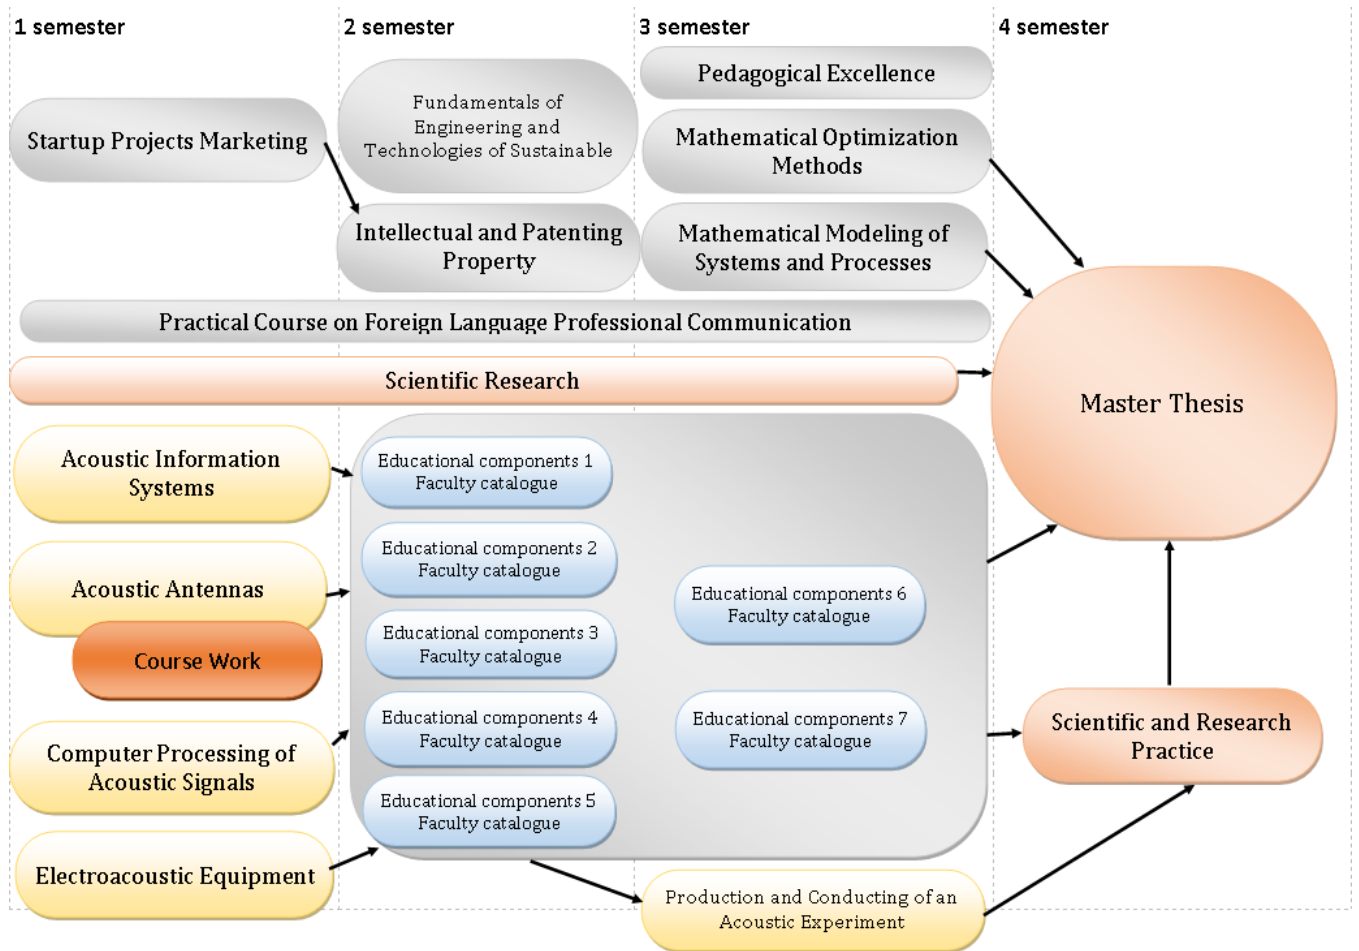 1 semester
2 semester
3 semester
4 semester
Pedagogical Excellence
Startup Projects Marketing
Fundamentals of
Engineering and
Technologies of Sustainable
Mathematical Optimization
Methods
Intellectual and Patenting
Property
Mathematical Modeling of
Systems and Processes
Practical Course on Foreign Language Professional Communication
Scientific Research
Master Thesis
Acoustic Information
Systems
Educational components 1
Faculty catalogue
Acoustic Antennas
Educational components 2
Faculty catalogue
Educational components 6
Faculty catalogue
Course Work
Educational components 3
Faculty catalogue
Computer Processing of
Acoustic Signals
Educational components 4
Faculty catalogue
Educational components 7
Faculty catalogue
Scientific and Research
Practice
Educational components 5
Faculty catalogue
Electroacoustic Equipment
Production and Conducting of an
Acoustic Experiment